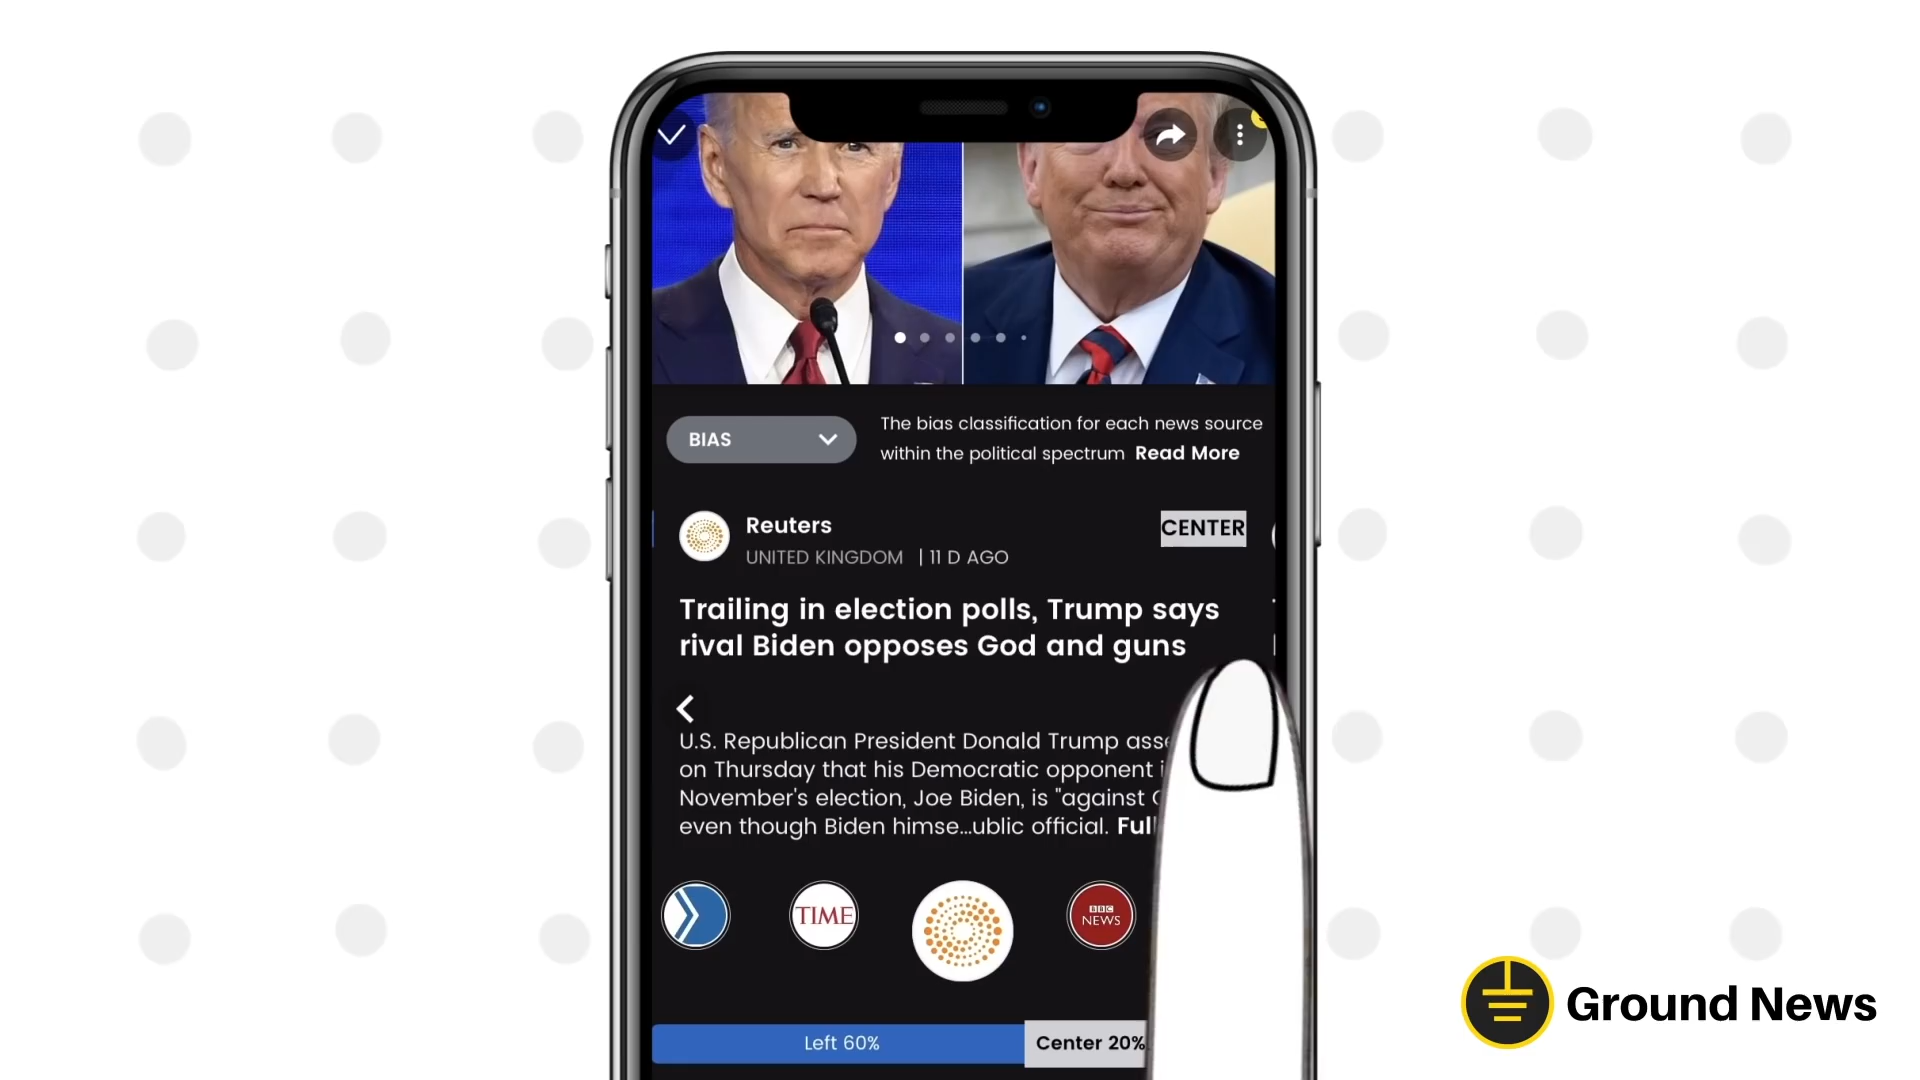 BIAS
The bias classification for each news source
within the political spectrum Read More
Reuters
CENTER
UNITED KINGDOM | 11 D AGO
Trailing in election polls, Trump says
rival Biden opposes God and guns
U.S. Republican President Donald Trump
on Thursday that his Democratic opponent
November's election, Joe Biden, is "against
even though Biden himse...ublic official.
TIME
BBC
NEWS
Left 60%
Center 20%
Ground News